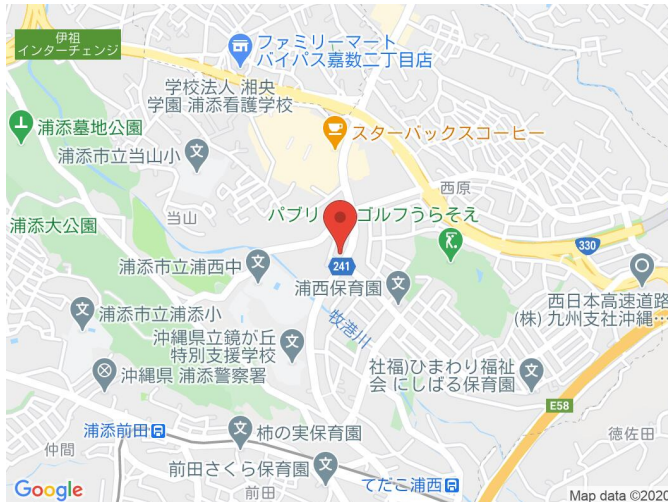 伊祖
インターチェンジ
ファミリーマート
バイパス嘉数二丁目店
学校法人 湘央
学園 浦添看護学校
スターバックスコーヒー
浦添墓地公園
浦添市立当山小
西原
当山
浦添大公園
パブリ
ゴルフうらそえ
330
浦添市立浦西中
241
浦西保育園
西日本高速道路
(株) 九州支社沖縄…
牧港川
浦添市立浦添小
沖縄県立鏡が丘
特別支援学校
沖縄県 浦添警察署
社福)ひまわり福祉
会 にしばる保育園
E58
浦添前田
柿の実保育園
徳佐田
仲間
前田さくら保育園
前田
てだこ浦西
Google
Map data ©2020